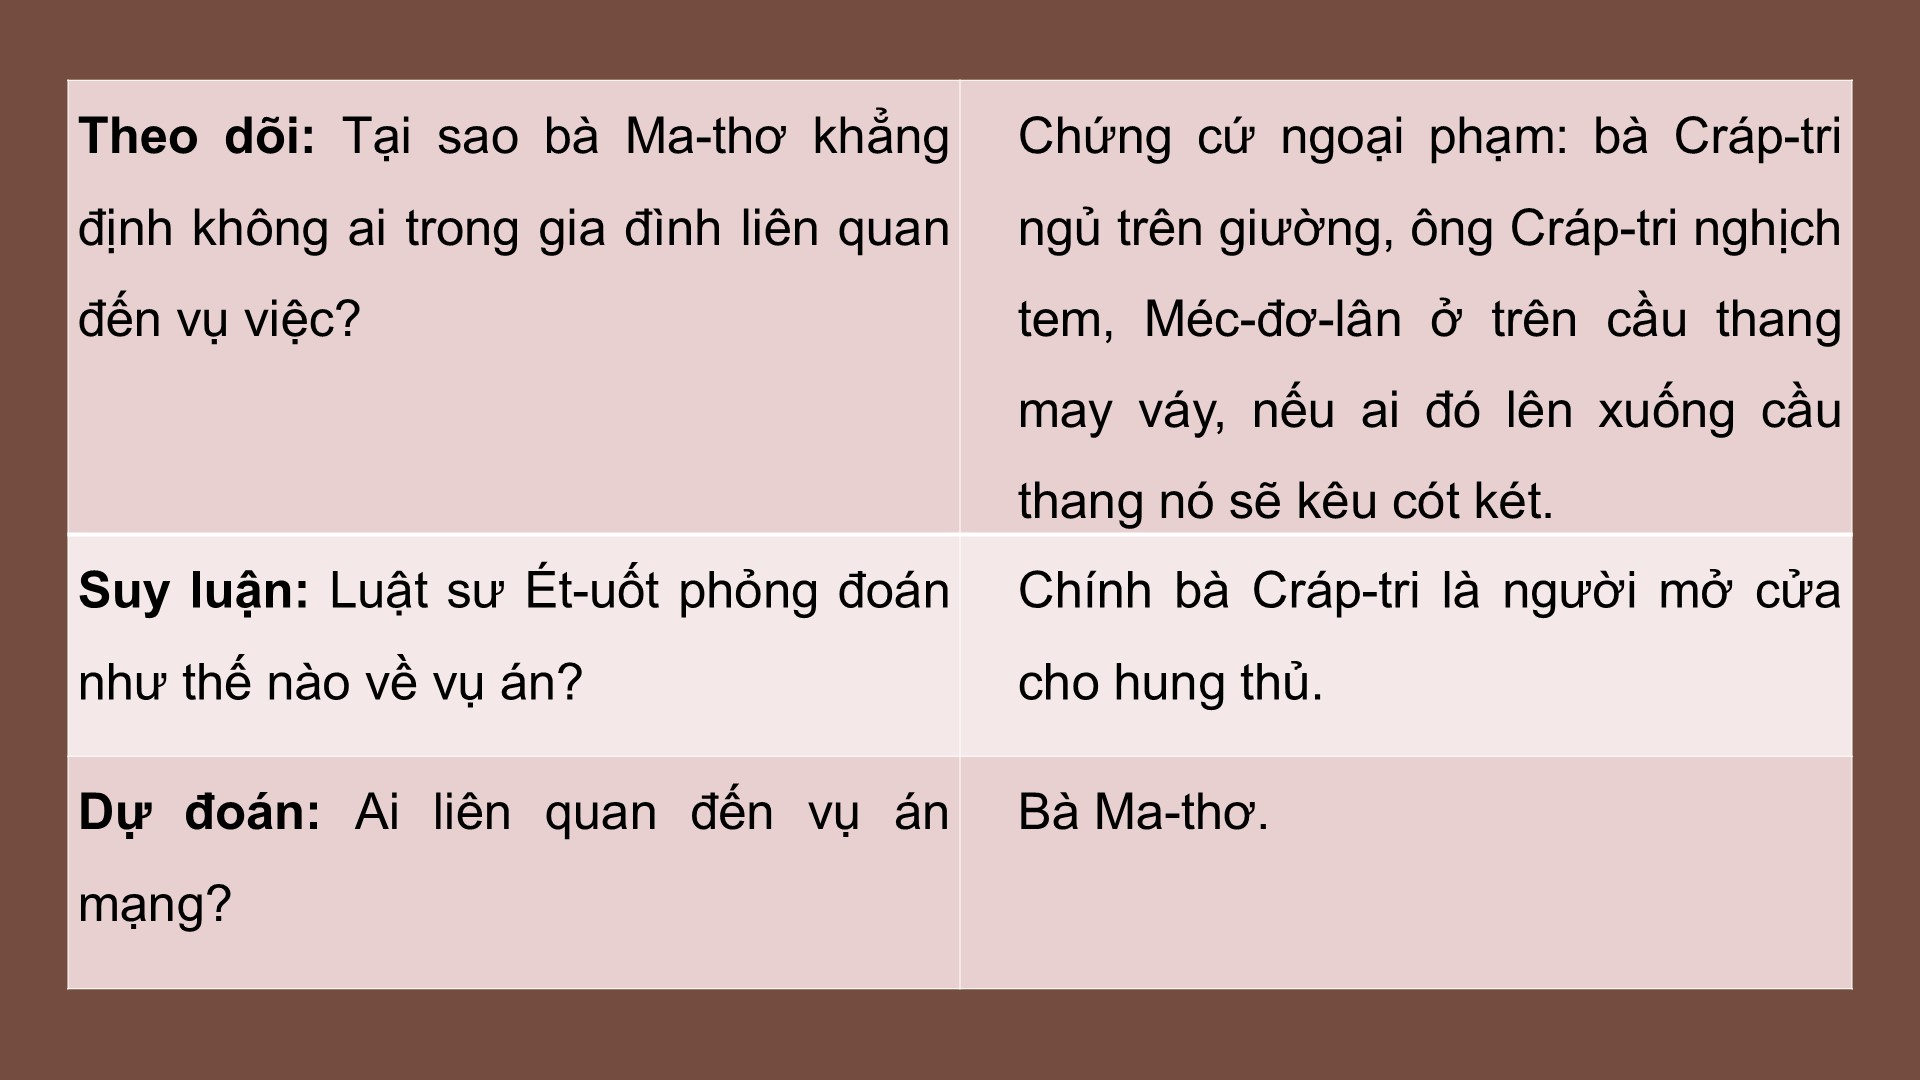 Theo dõi: Tại sao bà Ma-thơ khẳng
định không ai trong gia đình liên quan
đến vụ việc?
Chứng cứ ngoại phạm: bà Cráp-tri
ngủ trên giường, ông Cráp-tri nghịch
tem, Méc-đơ-lân ở trên cầu thang
may váy, nếu ai đó lên xuống cầu
thang nó sẽ kêu cót két.
Suy luận: Luật sư Ét-uốt phỏng đoán
như thế nào về vụ án?
Chính bà Cráp-tri là người mở cửa
cho hung thủ.
Dự đoán: Ai liên quan đến vụ án
mạng?
Bà Ma-thơ.